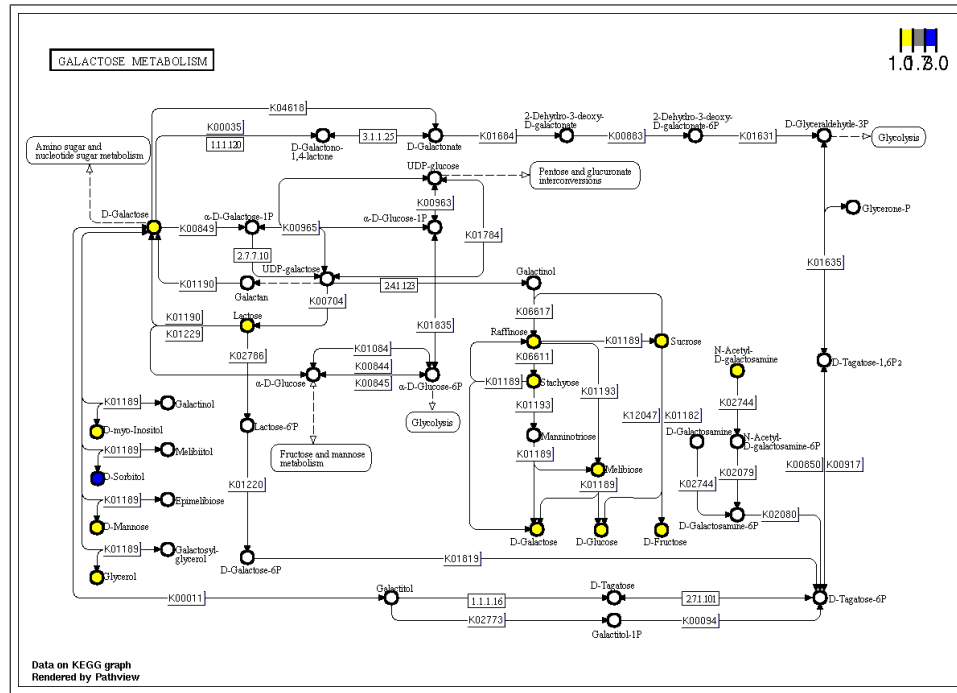 GALACTOSE METABOLISM
1.0
1.7
3.0
K04618
K00035
1.1.1.120
D-Galactono-
1,4-lactone
3.1.1.25
D-Galactonate
K01684
2-Dehydro-3-deoxy-
D-galactonate
K00883
2-Dehydro-3-deoxy-
D-galactonate-6P
K01631
D-Glyceraldehyde-3P
Glycolysis
Amino sugar and
nucleotide sugar metabolism
UDP-glucose
Pentose and glucuronate
interconversions
D-Galactose
K00849
α-D-Galactose-1P
K00965
α-D-Glucose-1P
K00963
K01784
Glycerone-P
2.7.7.10
UDP-galactose
K01190
Galactan
2.4.1.123
Galactinol
K01635
K00704
K01190
K01229
Lactose
K01835
K06617
Raffinose
K01189
Sucrose
K02786
K01084
K00844
K00845
α-D-Glucose
α-D-Glucose-6P
K06611
K01189
Stachyose
K01193
N-Acetyl-
D-galactosamine
D-Tagatose-1,6P2
K01189
Galactinol
D-myo-Inositol
Lactose-6'P
Glycolysis
K01193
Manninotriose
K12047
K01182
K02744
D-Galactosamine
N-Acetyl-
D-galactosamine-6P
K01189
Melibiitol
D-Sorbitol
Fructose and mannose
metabolism
K01189
Melibiose
K01189
K00850
K00917
K02744
K02079
K01220
K01189
Epimelibiose
D-Mannose
D-Galactose
D-Glucose
D-Fructose
D-Galactosamine-6P
K02080
K01189
Galactosyl-
glycerol
Glycerol
D-Galactose-6P
K01819
K00011
Galactitol
1.1.1.16
D-Tagatose
2.7.1.101
D-Tagatose-6P
K02773
Galactitol-1P
K00094
Data on KEGG graph
Rendered by Pathview